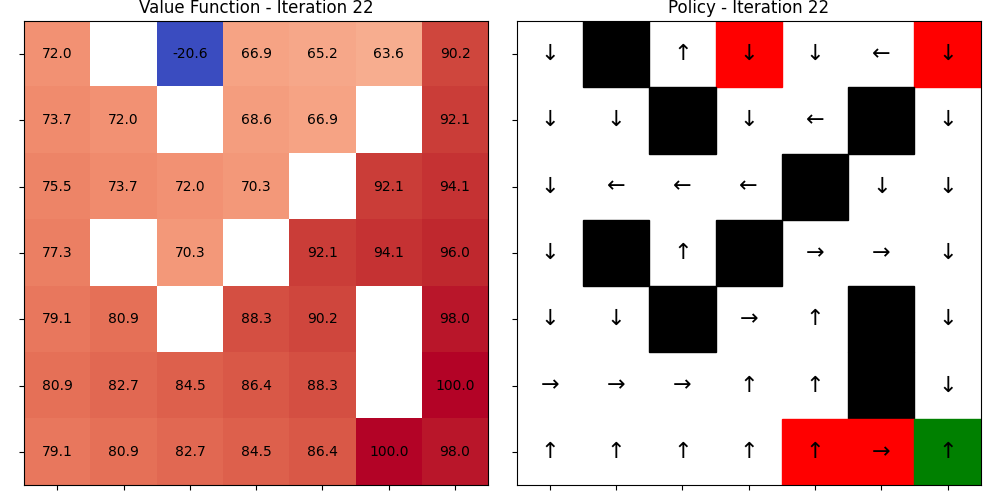 Value Function - Iteration 22
72.0 -20.6 66.9 65.2 63.6 90.2
73.7 72.0 68.6 66.9 92.1
75.5 73.7 72.0 70.3 92.1 94.1
77.3 70.3 92.1 94.1 96.0
79.1 80.9 88.3 90.2 98.0
80.9 82.7 84.5 86.4 88.3 100.0
79.1 80.9 82.7 84.5 86.4 100.0 98.0
Policy - Iteration 22
↓ ↑ ↓ ↓ ← ↓
↓ ↓ ↓ ← ↓
↓ ← ← ← ↓ ↓
↓ ↑ → → ↓
↓ ↓ → ↑ ↓
→ → → ↑ ↑ ↓
↑ ↑ ↑ ↑ ↑ → ↑